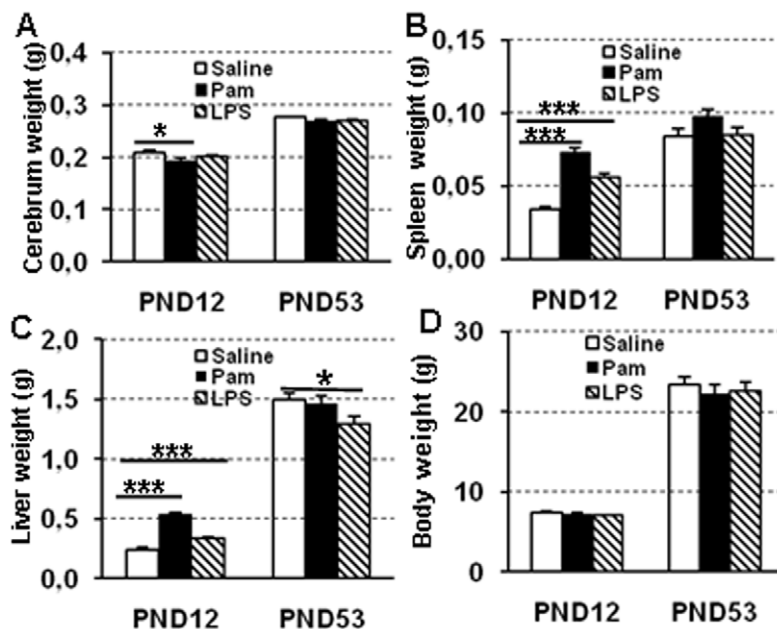 A
Cerebrum weight (g)
0,4
0,3
0,2
0,1
0,0
Saline
Pam
LPS
*
PND12 PND53
B
Spleen weight (g)
0,15
0,10
0,05
0,00
Saline
Pam
LPS
***
***
PND12 PND53
C
Liver weight (g)
2,0
1,5
1,0
0,5
0,0
Saline
Pam
LPS
*
***
***
PND12 PND53
D
Body weight (g)
30
20
10
0
Saline
Pam
LPS
PND12 PND53